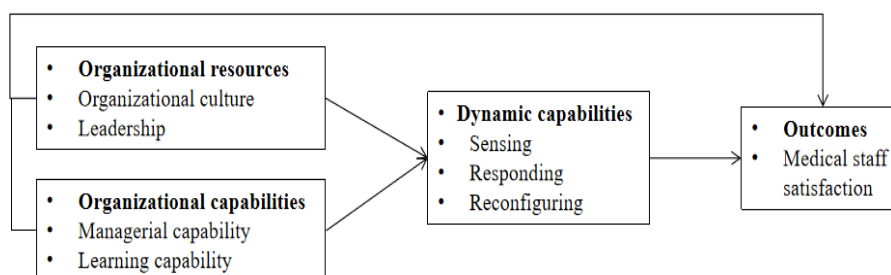 • Organizational resources
• Organizational culture
• Leadership
• Organizational capabilities
• Managerial capability
• Learning capability
• Dynamic capabilities
• Sensing
• Responding
• Reconfiguring
• Outcomes
• Medical staff
satisfaction